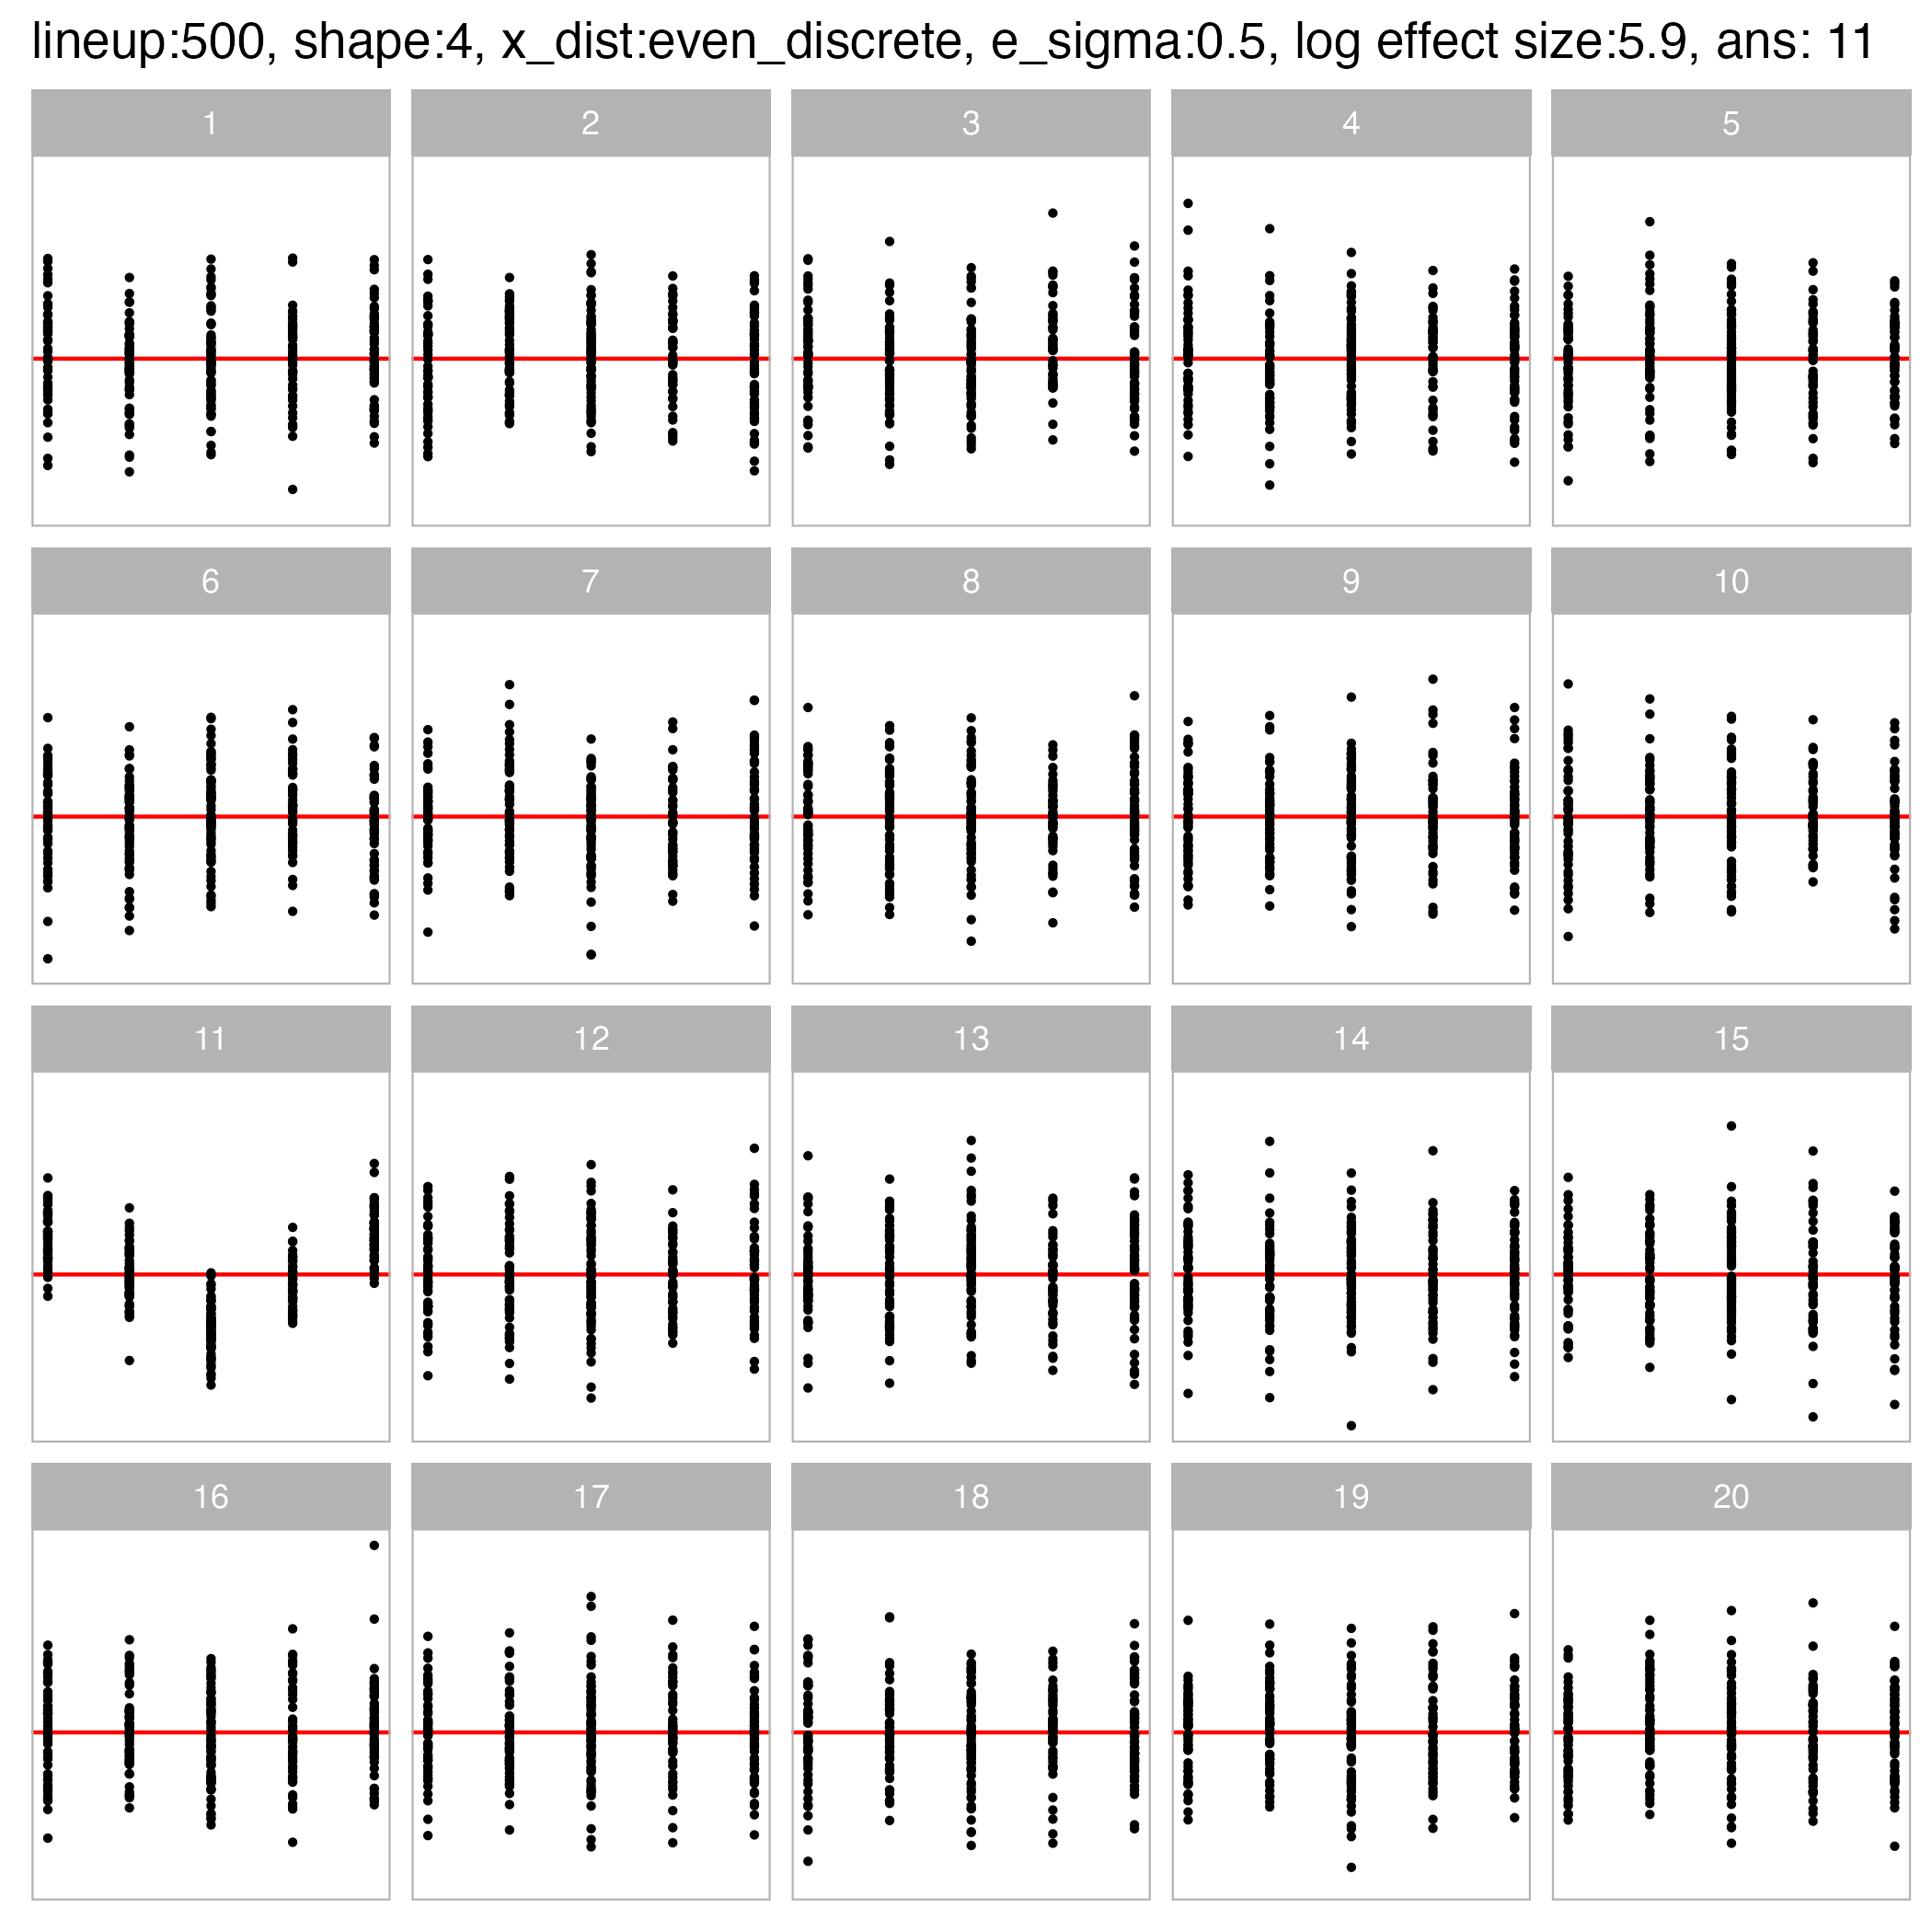 lineup:500, shape:4, x_dist:even_discrete, e_sigma:0.5, log effect size:5.9, ans: 11
1 2 3 4 5
6 7 8 9 10
11 12 13 14 15
16 17 18 19 20